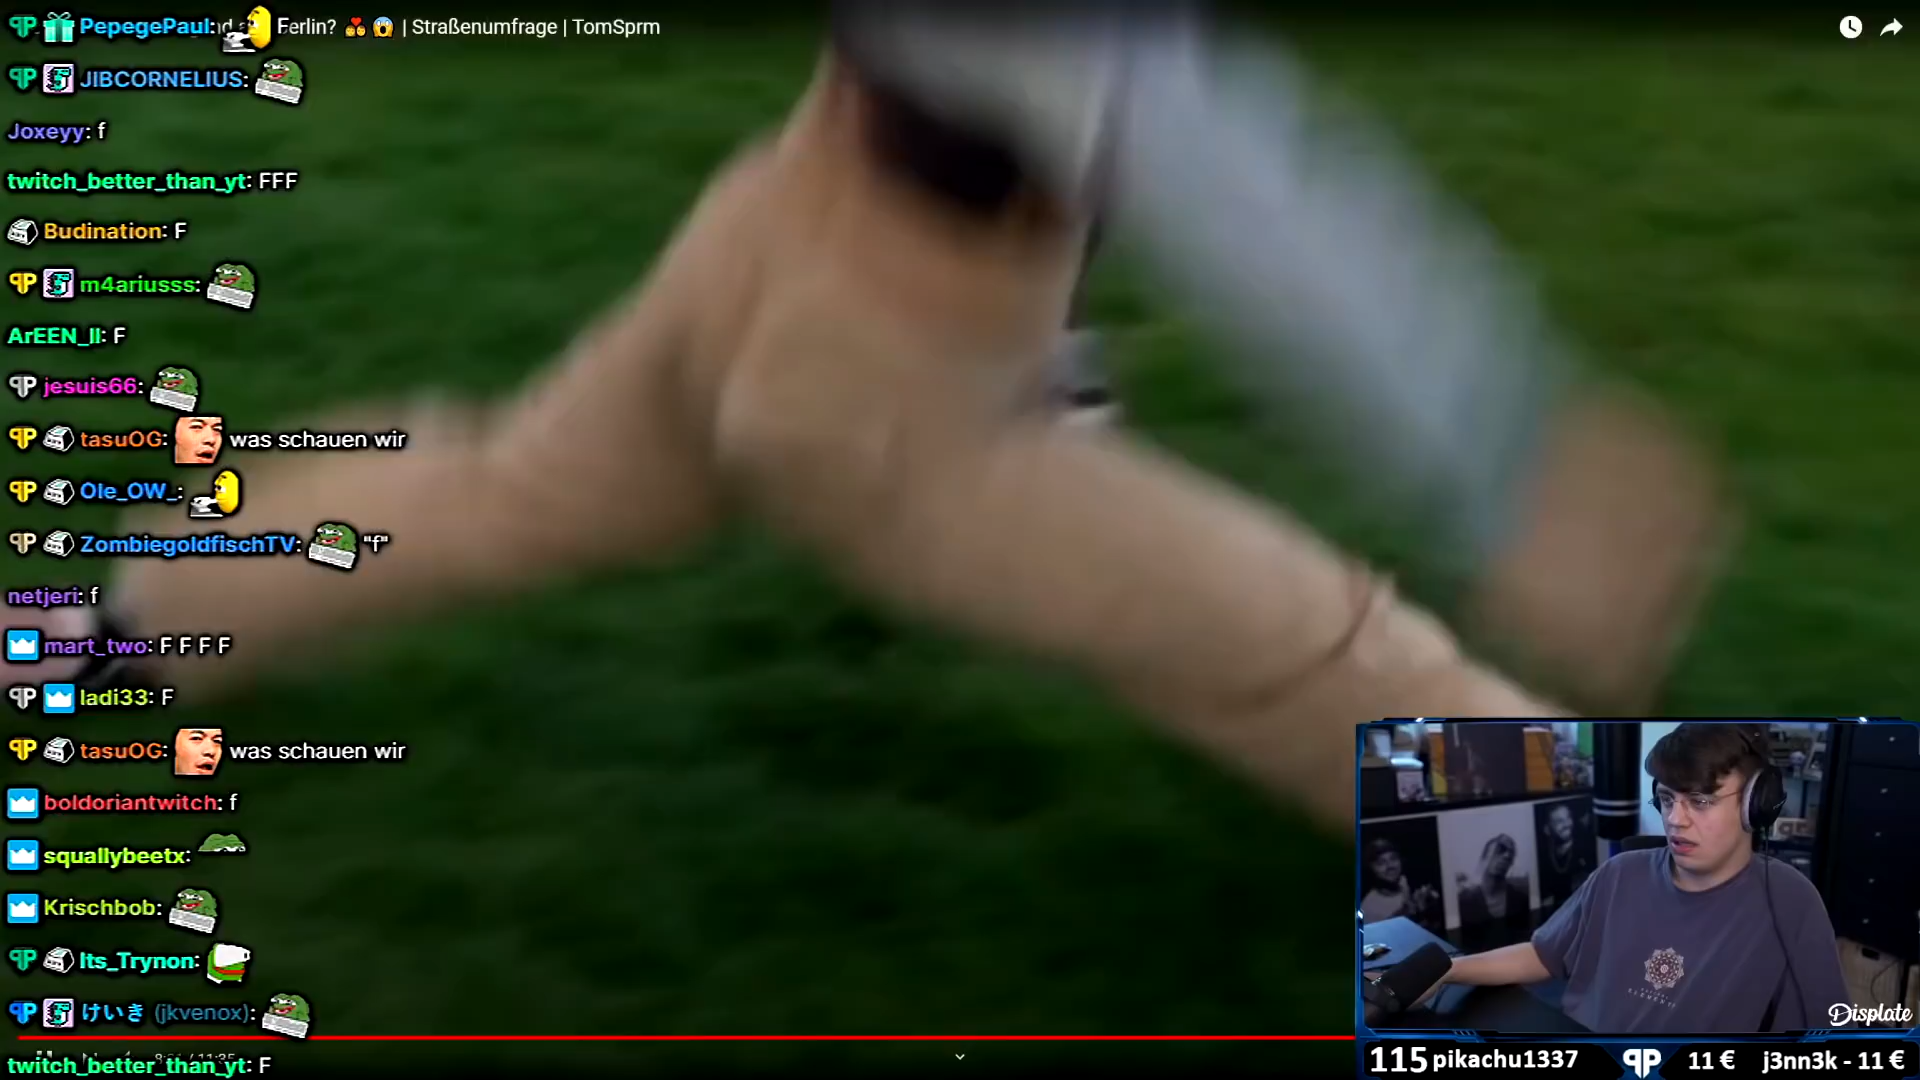 PepegePaul: Berlin? | Straßenumfrage | TomSprm
JIBCORNELIUS:
Joxeyy: f
twitch_better_than_yt: FFF
Budination: F
m4ariusss:
ArEEN_II: F
jesuis66:
tasuOG: was schauen wir
Ole_OW_:
ZombiegoldfischTV: "f"
netjeri: f
mart_two: F F F F
ladi33: F
tasuOG: was schauen wir
boldoriantwitch: f
squallybeetx:
Krischbob:
Its_Trynon:
けいき (jkvenox):
twitch_better_than_yt: F
Displate
115 pikachu1337 11 € j3nn3k - 11 €